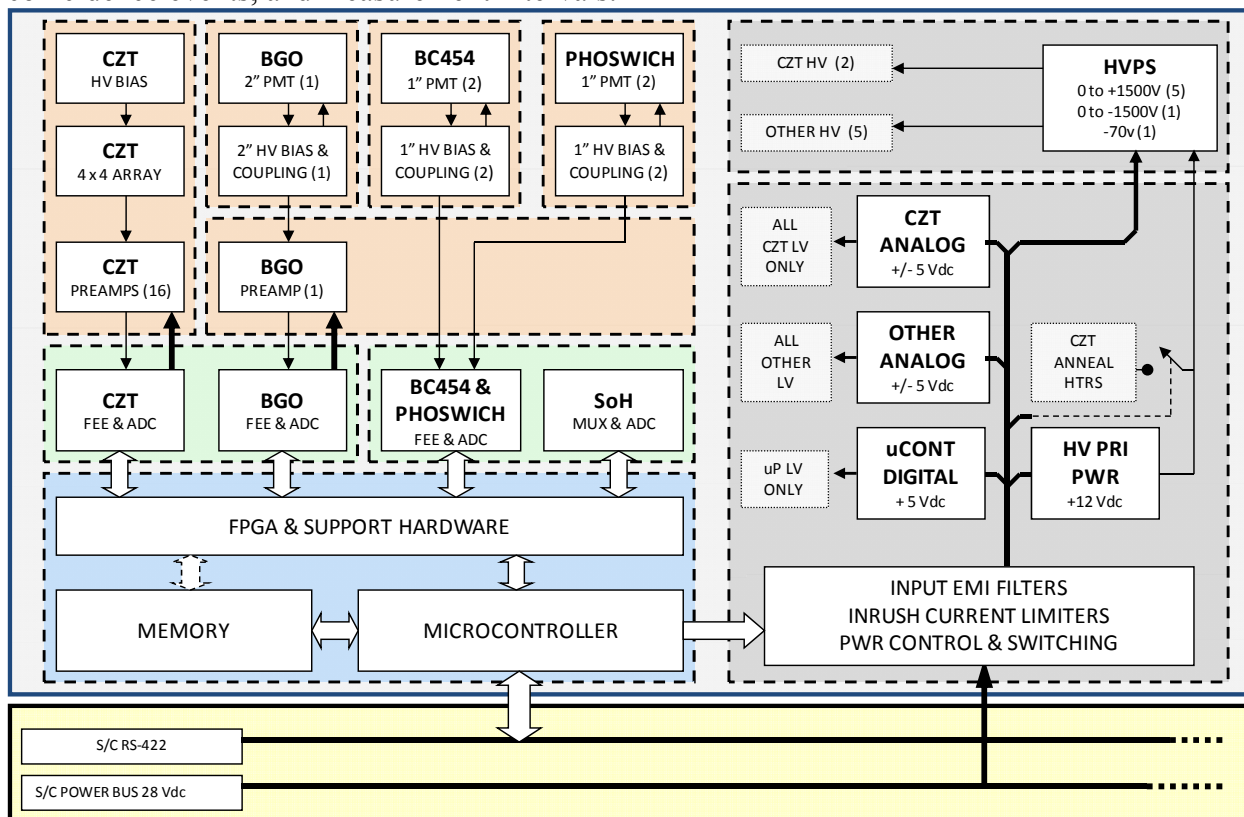 CZT
HV BIAS
BGO
2” PMT (1)
BC454
1” PMT (2)
PHOSWICH
1” PMT (2)
CZT
4 x 4 ARRAY
2” HV BIAS &
COUPLING (1)
1” HV BIAS &
COUPLING (2)
1” HV BIAS &
COUPLING (2)
CZT
PREAMPS (16)
BGO
PREAMP (1)
CZT
FEE & ADC
BGO
FEE & ADC
BC454 &
PHOSWICH
FEE & ADC
SoH
MUX & ADC
FPGA & SUPPORT HARDWARE
MEMORY
MICROCONTROLLER
CZT HV (2)
OTHER HV (5)
HVPS
0 to +1500V (5)
0 to -1500V (1)
-70v (1)
ALL
CZT LV
ONLY
CZT
ANALOG
+/- 5 Vdc
ALL
OTHER
LV
OTHER
ANALOG
+/- 5 Vdc
CZT
ANNEAL
HTRS
uP LV
ONLY
uCONT
DIGITAL
+ 5 Vdc
HV PRI
PWR
+12 Vdc
INPUT EMI FILTERS
INRUSH CURRENT LIMITERS
PWR CONTROL & SWITCHING
S/C RS-422
S/C POWER BUS 28 Vdc